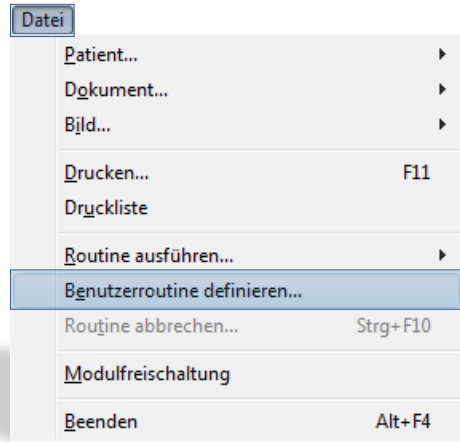 Datei
Patient...
Dokument...
Bild...
Drucken... F11
Druckliste
Routine ausführen...
Benutzerroutine definieren...
Routine abbrechen... Strg+F10
Modulfreischaltung
Beenden Alt+F4